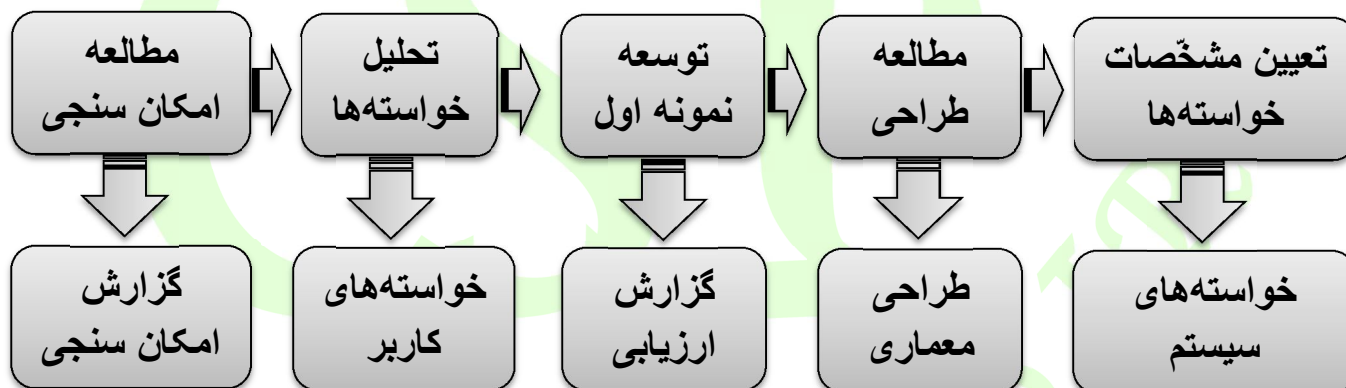 مطالعه
امکان سنجی
تحلیل
خواسته‌ها
توسعه
نمونه اول
مطالعه
طراحی
تعیین مشخّصات
خواسته‌ها
گزارش
امکان سنجی
خواسته‌های
کاربر
گزارش
ارزیابی
طراحی
معماری
خواسته‌های
سیستم